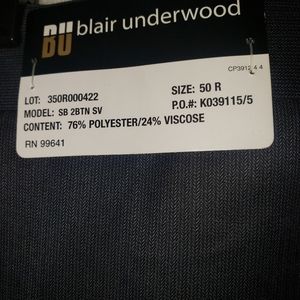 BU blair underwood
CP3912 4 4
LOT: 350R000422 SIZE: 50 R
MODEL: SB 2BTN SV P.O.#: K039115/5
CONTENT: 76% POLYESTER/24% VISCOSE
RN 99641